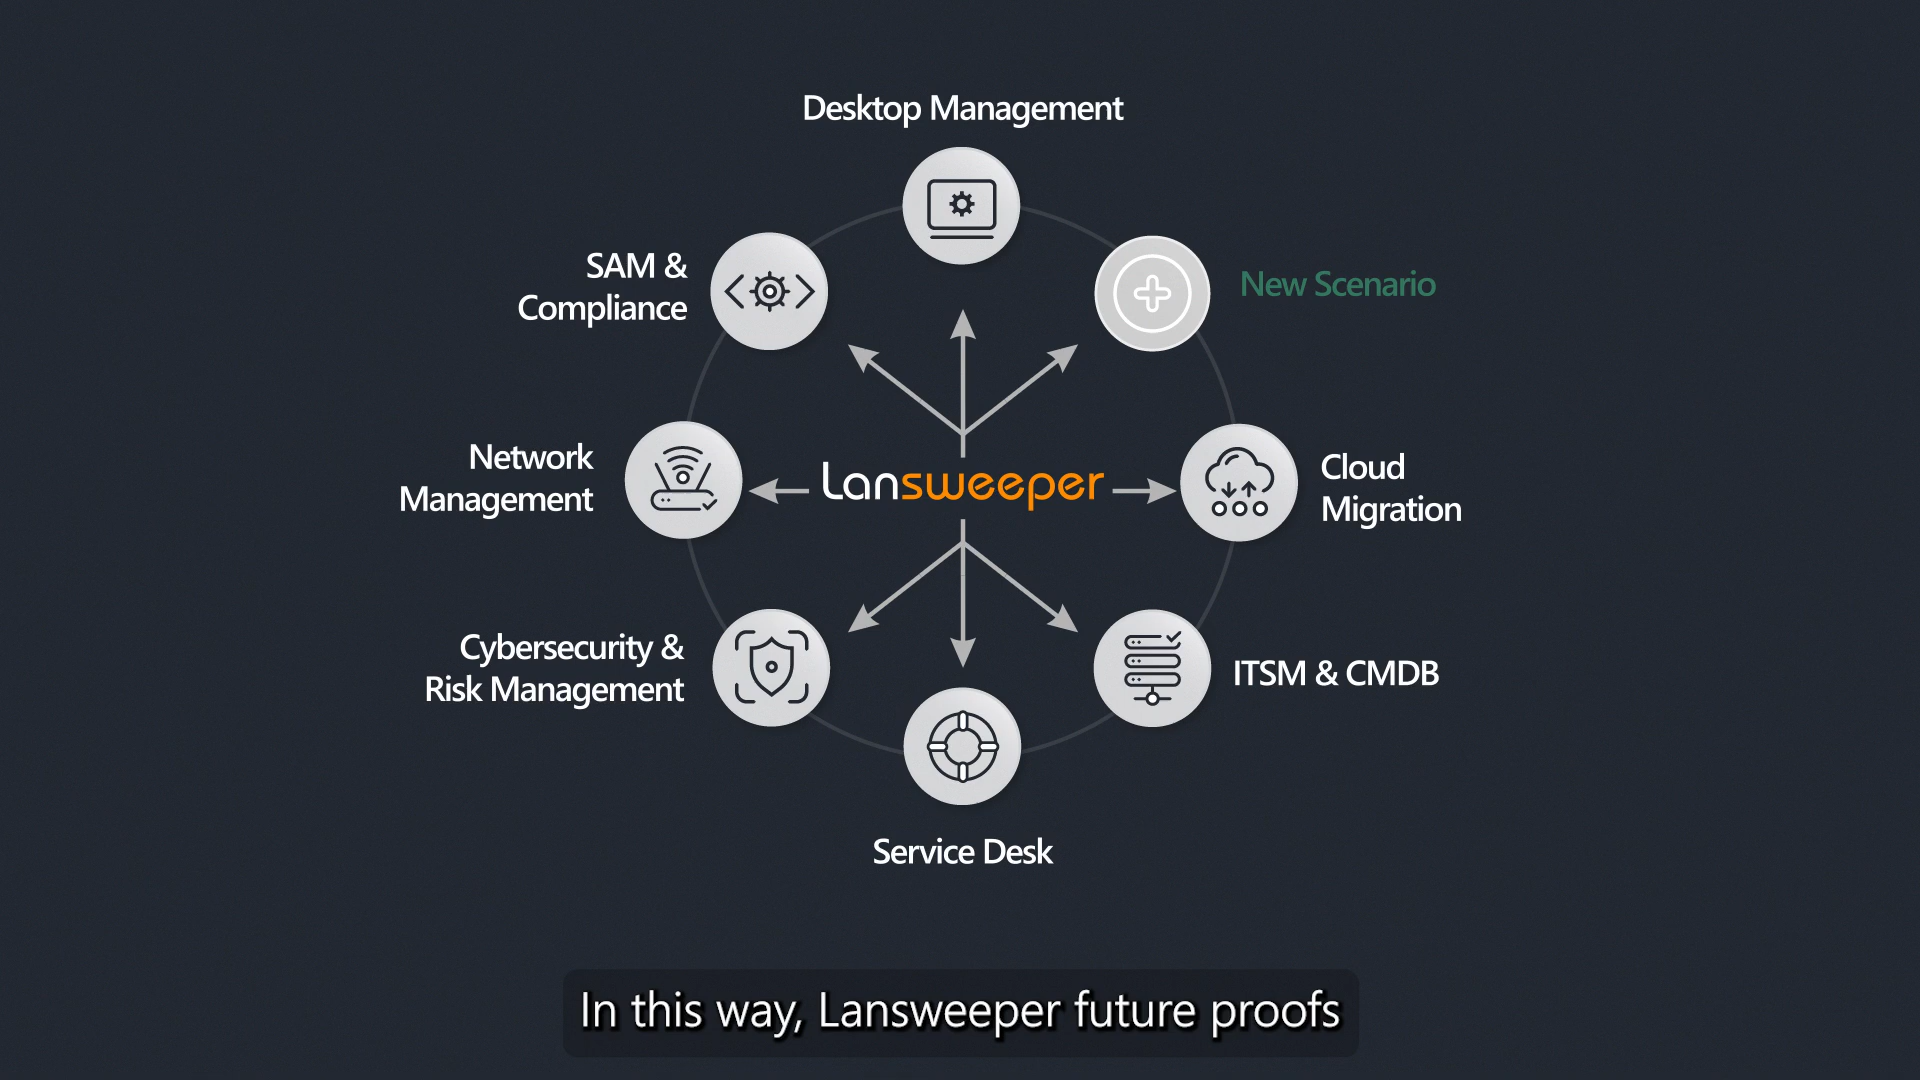 Desktop Management
SAM &
Compliance
New Scenario
Network
Management
Lansweeper
Cloud
Migration
Cybersecurity &
Risk Management
ITSM & CMDB
Service Desk
In this way, Lansweeper future proofs